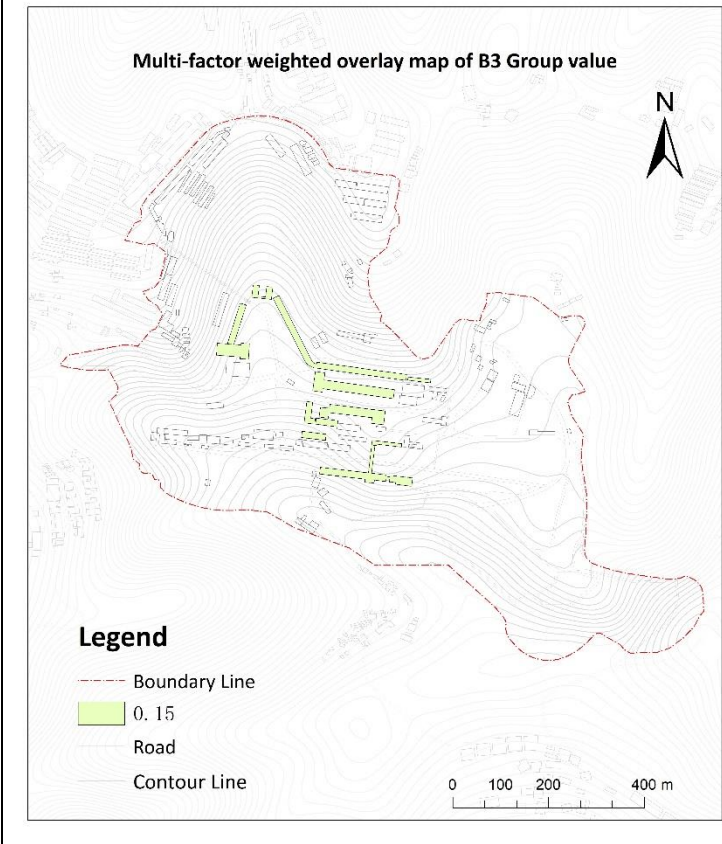 Multi-factor weighted overlay map of B3 Group value
N
Legend
Boundary Line
0.15
Road
Contour Line
0 100 200 400 m